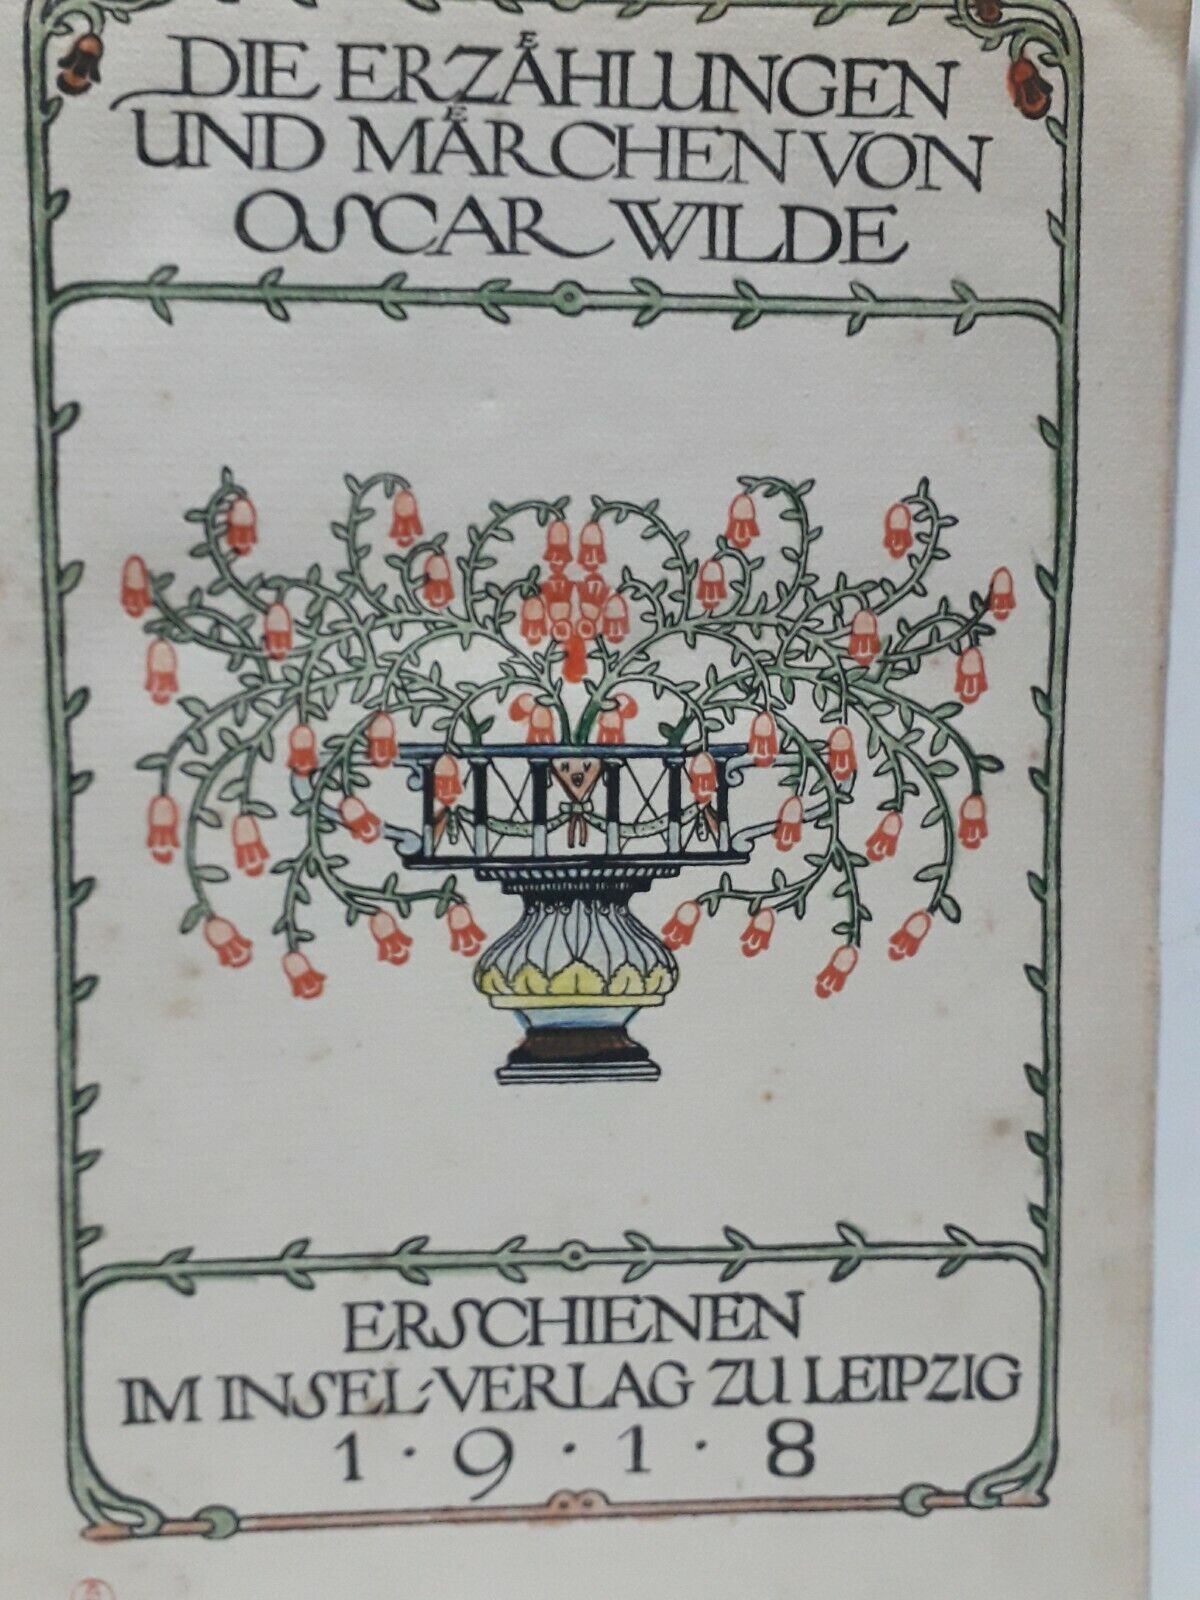 DIE ERZÄHLUNGEN
UND MÄRCHEN VON
OSCAR WILDE
H V
ERSCHIENEN
IM INSEL-VERLAG ZU LEIPZIG
1·9·1·8